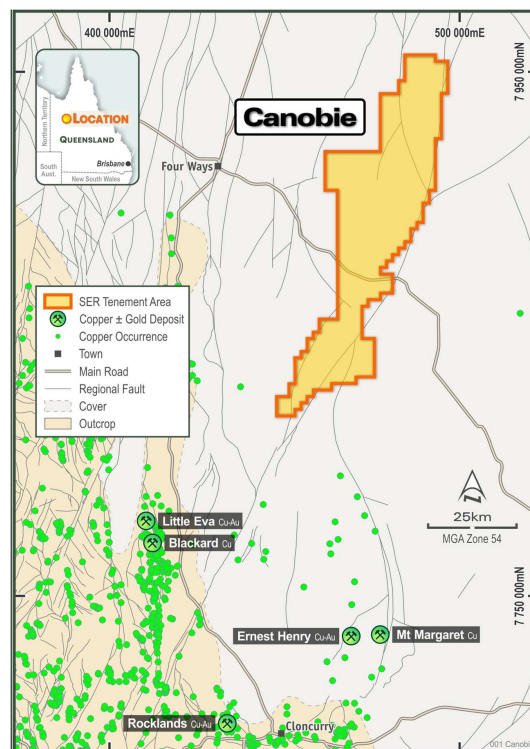 400 000mE
500 000mE
7 950 000mN
Canobie
LOCATION
QUEENSLAND
Northern Territory
Brisbane
South
Aust.
New South Wales
Four Ways
SER Tenement Area
Copper ± Gold Deposit
Copper Occurrence
Town
Main Road
Regional Fault
Cover
Outcrop
Little Eva Cu-Au
Blackard Cu
25km
MGA Zone 54
7 750 000mN
Ernest Henry Cu-Au
Mt Margaret Cu
Rocklands Cu-Au
Cloncurry
001 Canobie